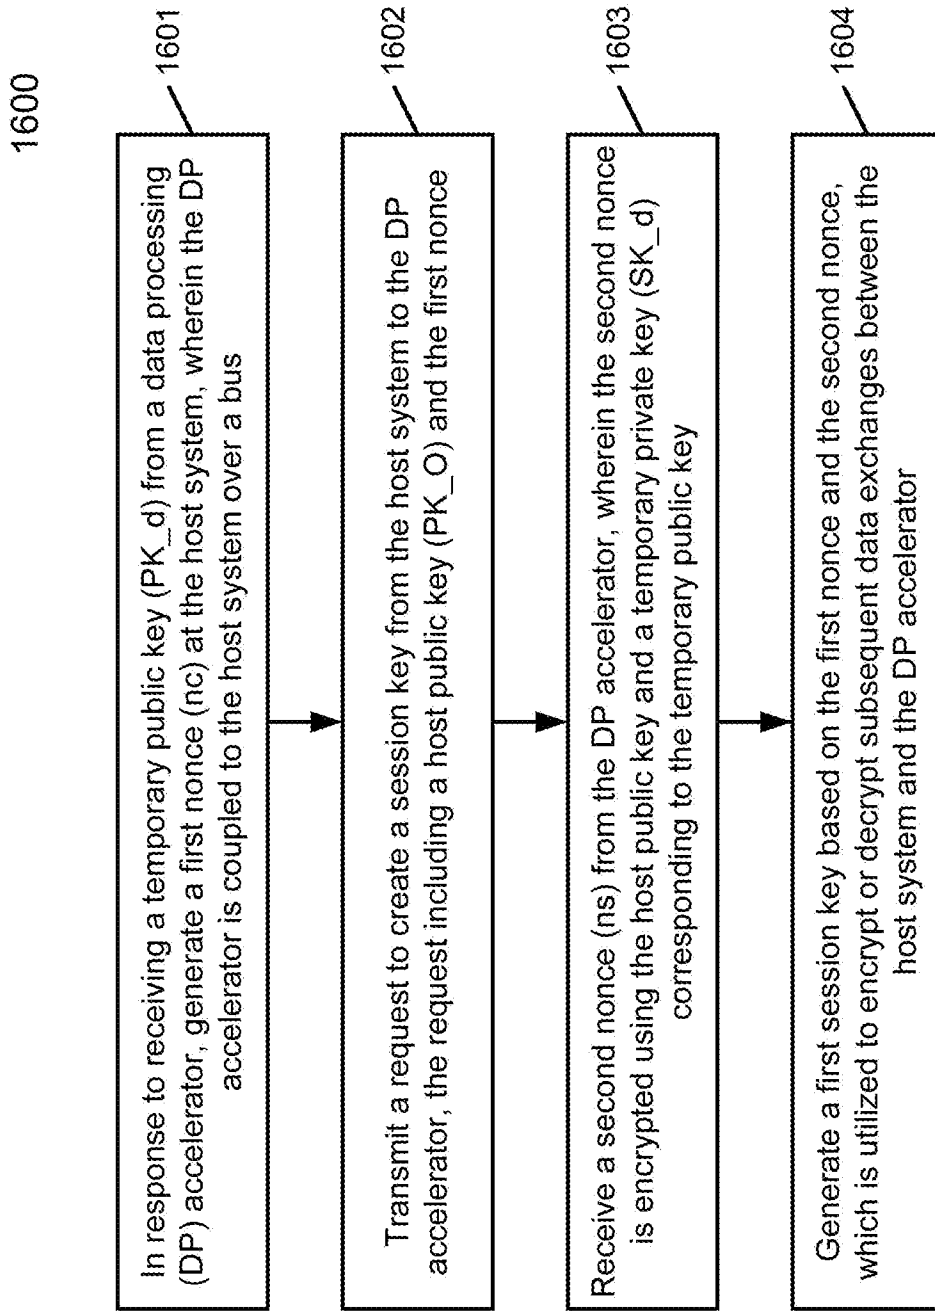 1600
In response to receiving a temporary public key (PK_d) from a data processing
(DP) accelerator, generate a first nonce (nc) at the host system, wherein the DP
accelerator is coupled to the host system over a bus
1601
Transmit a request to create a session key from the host system to the DP
accelerator, the request including a host public key (PK_O) and the first nonce
1602
Receive a second nonce (ns) from the DP accelerator, wherein the second nonce
is encrypted using the host public key and a temporary private key (SK_d)
corresponding to the temporary public key
1603
Generate a first session key based on the first nonce and the second nonce,
which is utilized to encrypt or decrypt subsequent data exchanges between the
host system and the DP accelerator
1604